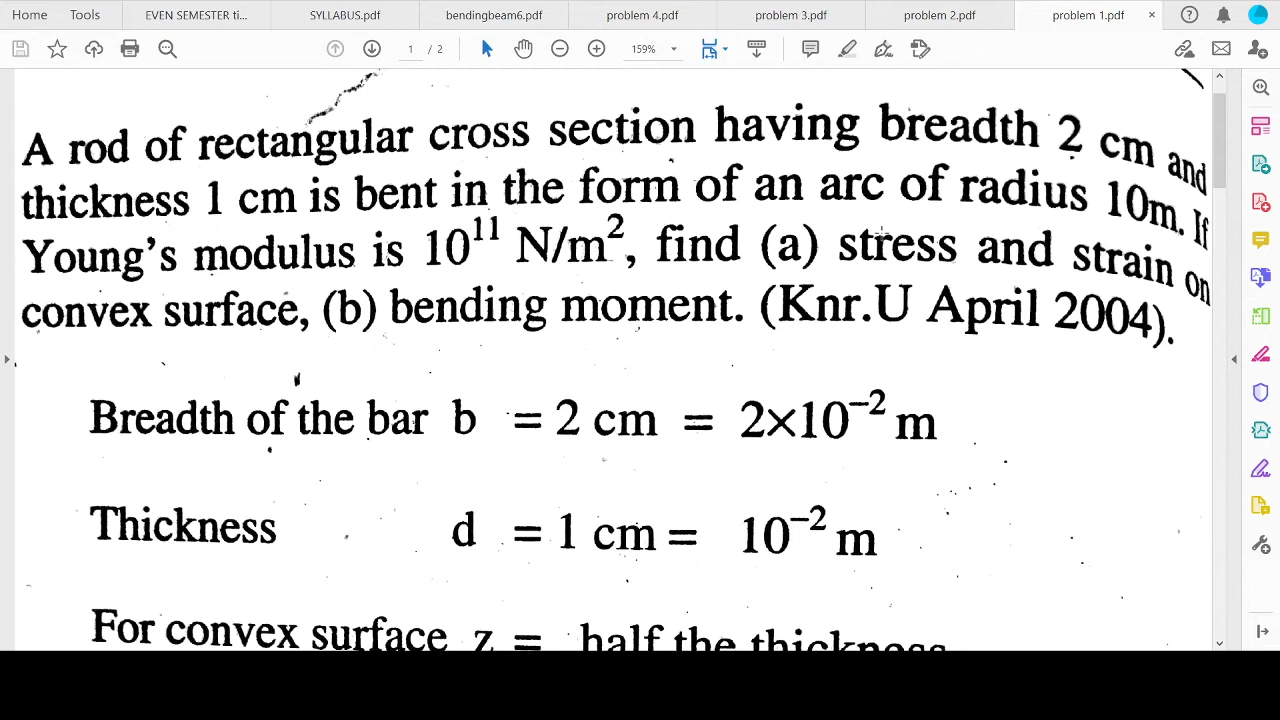 Home Tools EVEN SEMESTER ti... SYLLABUS.pdf bendingbeam6.pdf problem 4.pdf problem 3.pdf problem 2.pdf problem 1.pdf ×
1 / 2 159%
A rod of rectangular cross section having breadth 2 cm and
thickness 1 cm is bent in the form of an arc of radius 10m. If
Young's modulus is 10¹¹ N/m², find (a) stress and strain on
convex surface, (b) bending moment. (Knr.U April 2004).
Breadth of the bar b = 2 cm = 2×10⁻² m
Thickness d = 1 cm = 10⁻² m
For convex surface z = half the thickness